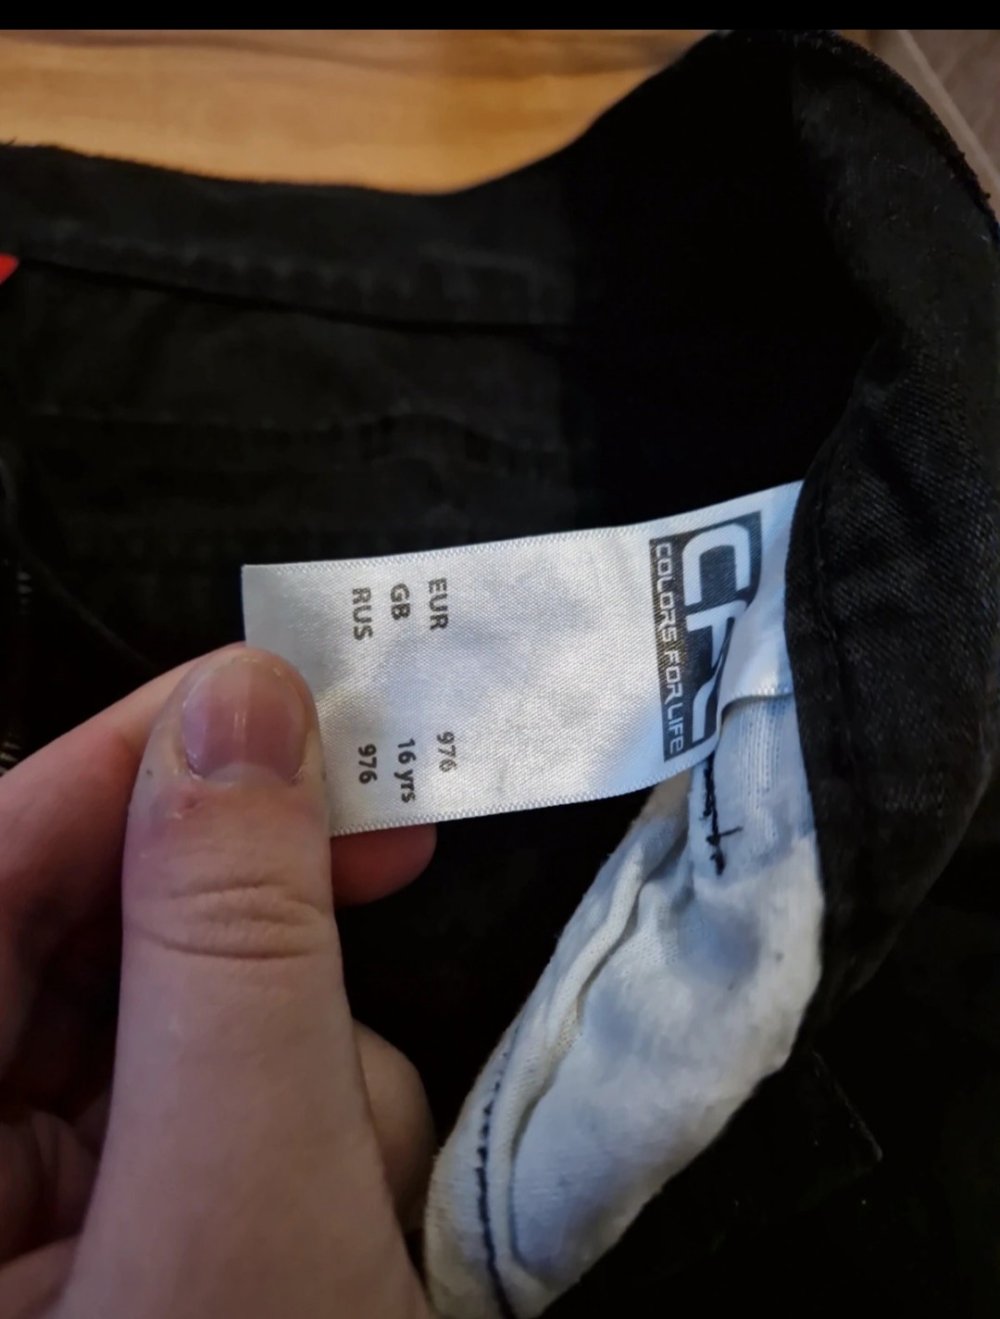 CFL
COLORS FOR LIFE
EUR 976
GB 16 yrs
RUS 976